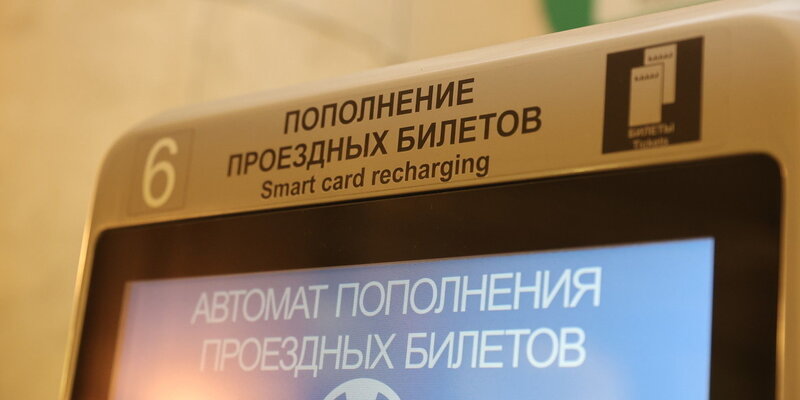 6
ПОПОЛНЕНИЕ
ПРОЕЗДНЫХ БИЛЕТОВ
Smart card recharging
БИЛЕТЫ
Tickets
АВТОМАТ ПОПОЛНЕНИЯ
ПРОЕЗДНЫХ БИЛЕТОВ